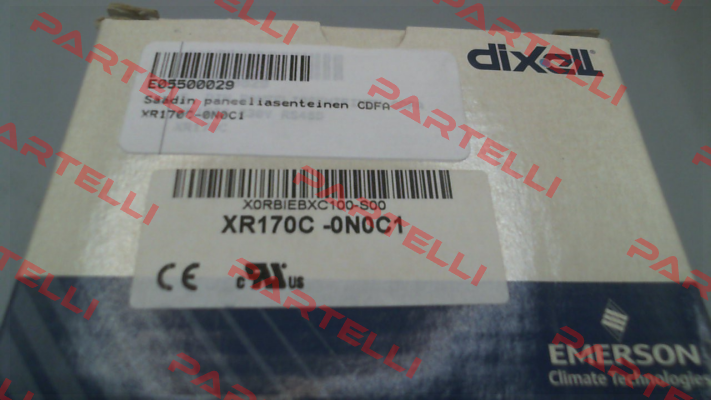 dixell
E05500029
Saadin paneeliasenteinen CDFA
XR170C-0N0C1
X0RBIEBXC100-S00
XR170C -0N0C1
CE c US
EMERSON
Climate Technologies
PARTELLI
PARTELLI
PARTELLI
PARTELLI
PARTELLI
PARTELLI